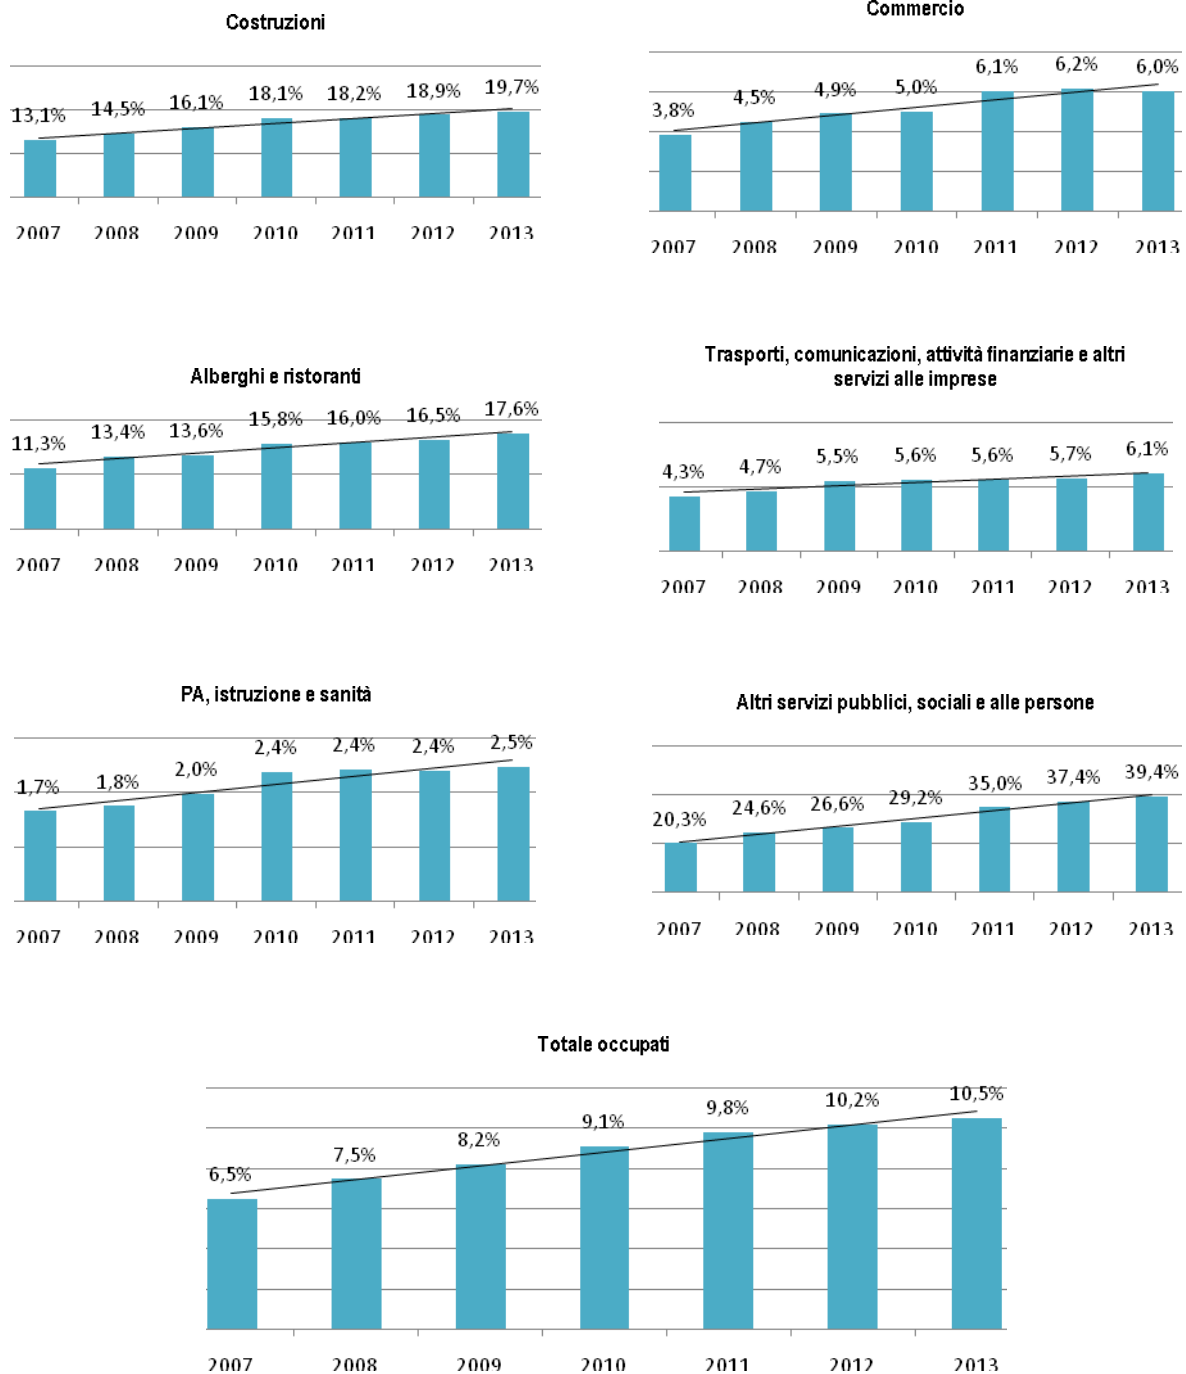 Costruzioni
13,1% 14,5% 16,1% 18,1% 18,2% 18,9% 19,7%
2007 2008 2009 2010 2011 2012 2013
Commercio
3,8% 4,5% 4,9% 5,0% 6,1% 6,2% 6,0%
2007 2008 2009 2010 2011 2012 2013
Alberghi e ristoranti
11,3% 13,4% 13,6% 15,8% 16,0% 16,5% 17,6%
2007 2008 2009 2010 2011 2012 2013
Trasporti, comunicazioni, attività finanziarie e altri
servizi alle imprese
4,3% 4,7% 5,5% 5,6% 5,6% 5,7% 6,1%
2007 2008 2009 2010 2011 2012 2013
PA, istruzione e sanità
1,7% 1,8% 2,0% 2,4% 2,4% 2,4% 2,5%
2007 2008 2009 2010 2011 2012 2013
Altri servizi pubblici, sociali e alle persone
20,3% 24,6% 26,6% 29,2% 35,0% 37,4% 39,4%
2007 2008 2009 2010 2011 2012 2013
Totale occupati
6,5% 7,5% 8,2% 9,1% 9,8% 10,2% 10,5%
2007 2008 2009 2010 2011 2012 2013